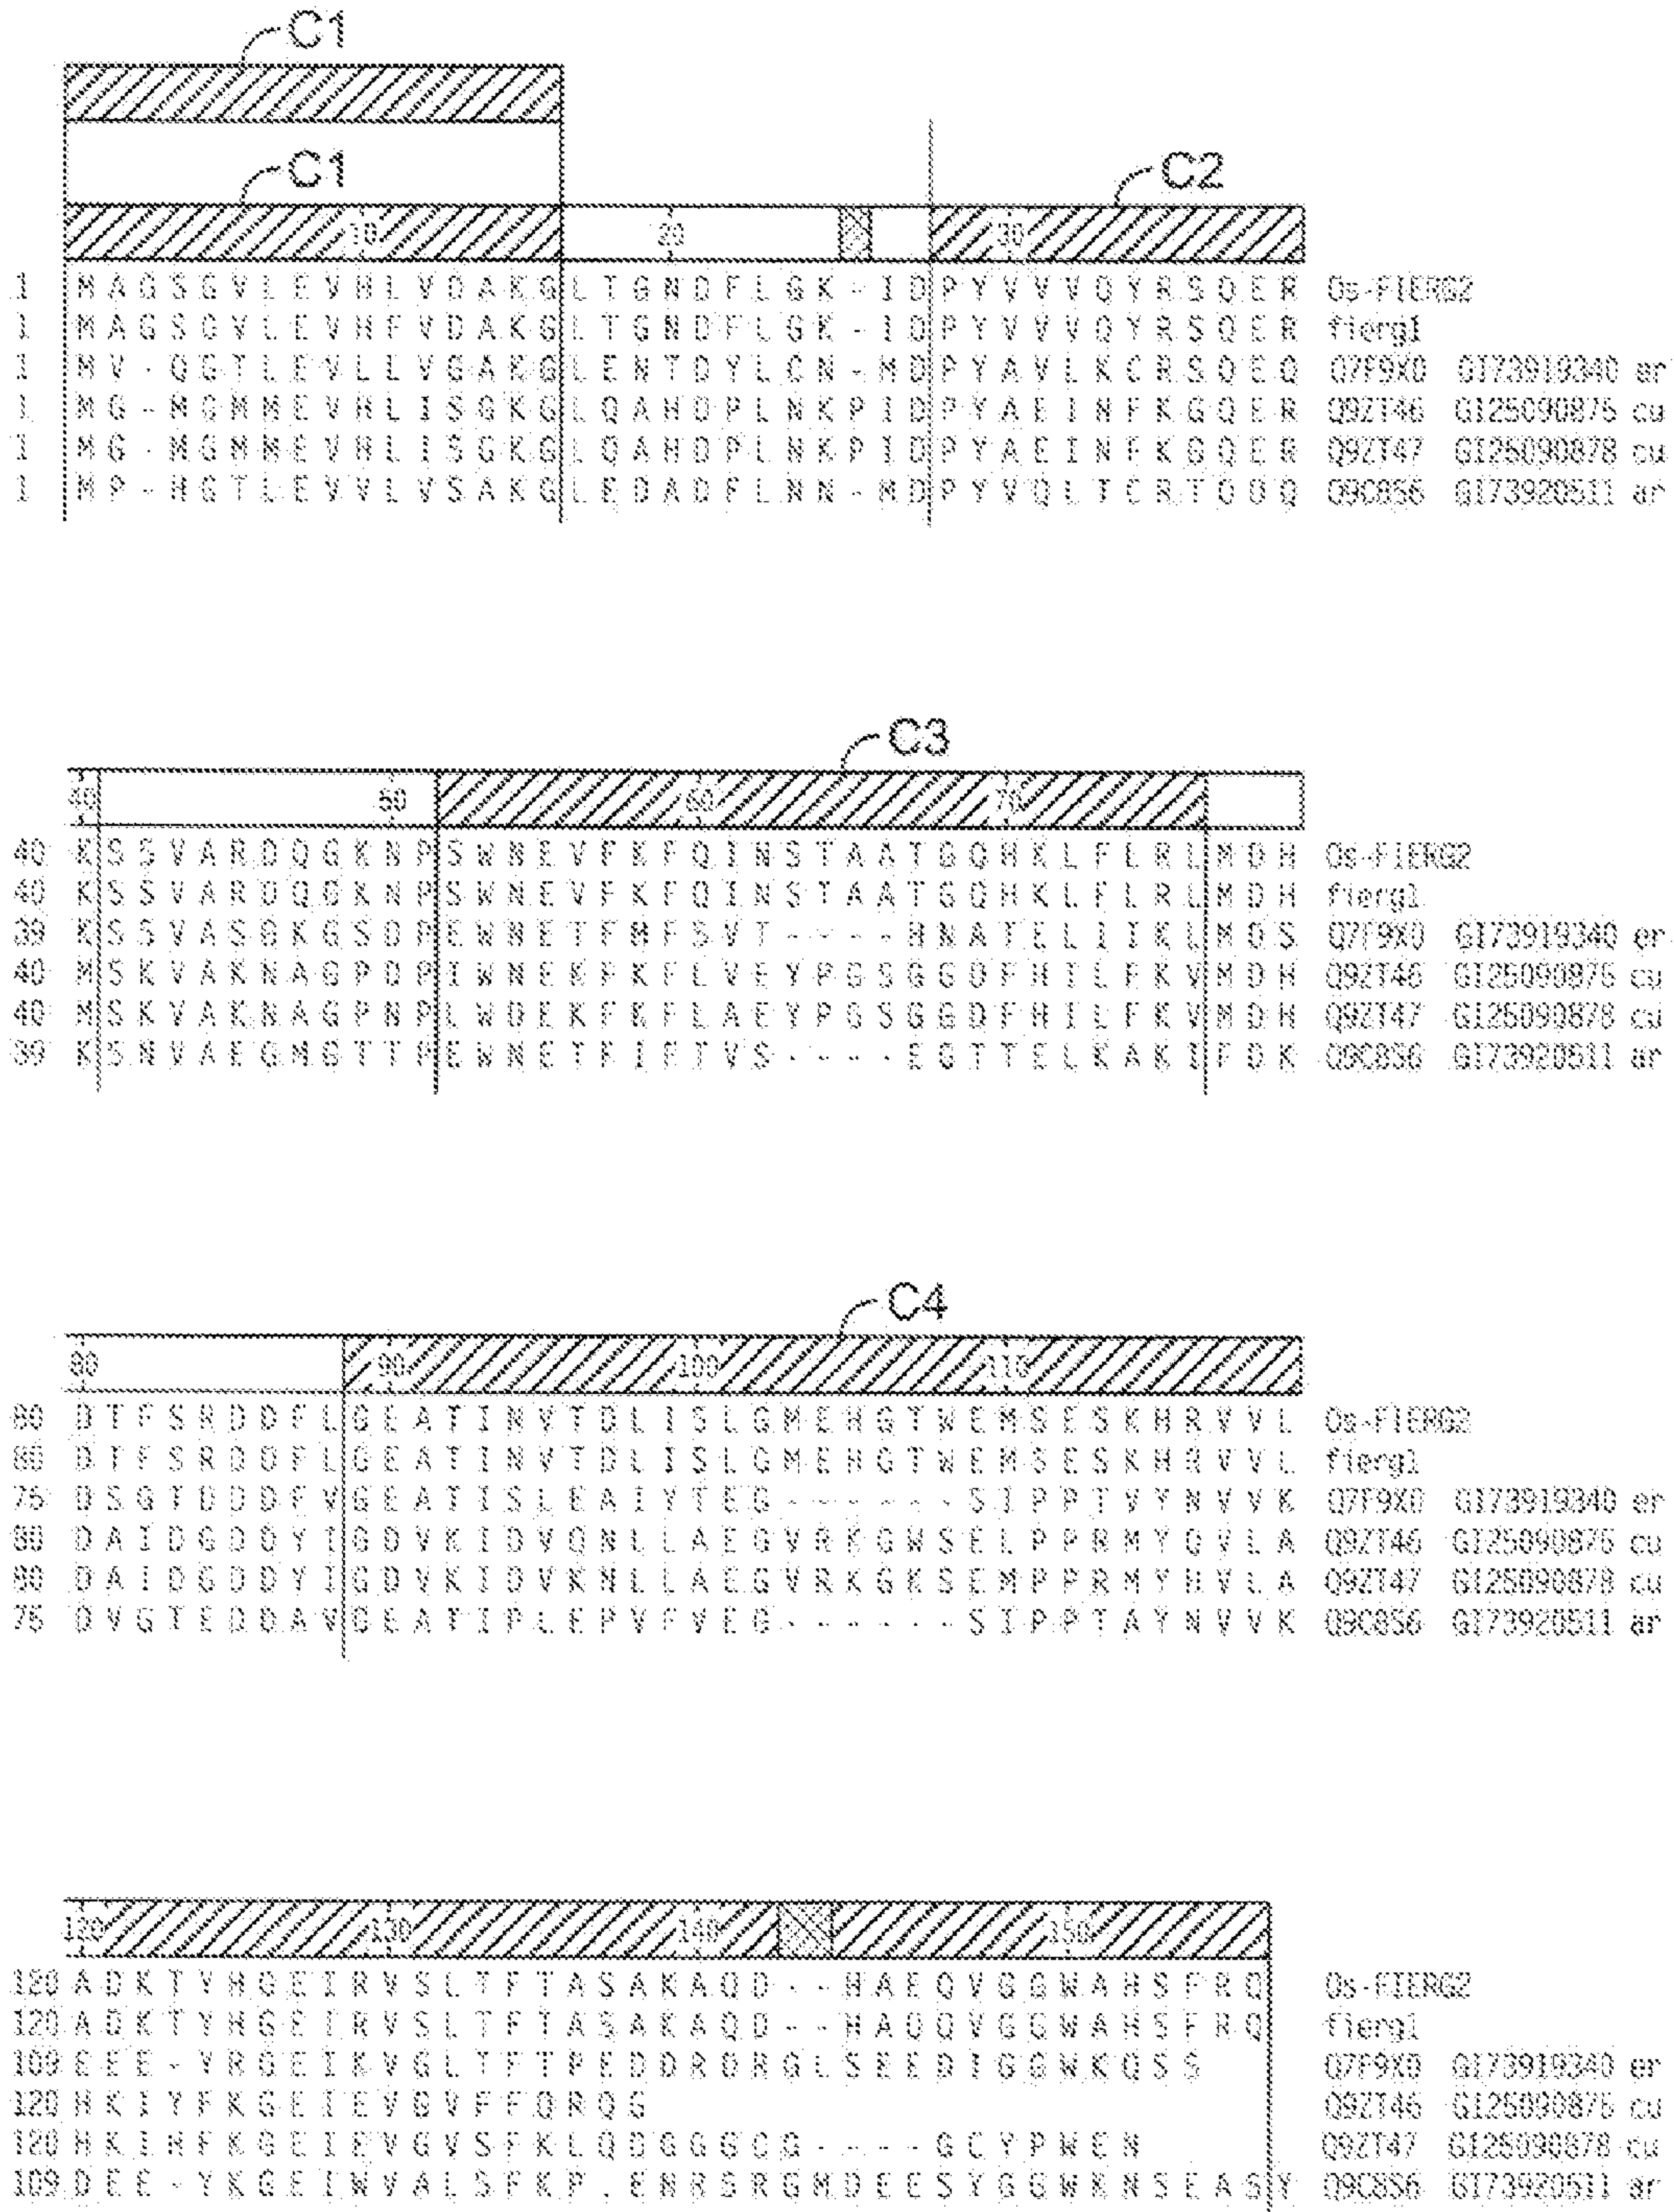 C1
C1
C2
10 20 30
1 M A G S G V L E V H L V D A K G L T G N D F L G K - I D P Y V V V Q Y R S Q E R Os-FIERG2
1 M A G S G V L E V H F V D A K G L T G N D F L G K - I D P Y V V V Q Y R S Q E R fierg1
1 M V - Q G T L E V L L V G A K G L E N T D Y L C N - M D P Y A V L K C R S Q E Q Q7F9X0 GI73919340 er
1 M G - M G M M E V H L I S G K G L Q A H D P L N K P I D P Y A E I N F K G Q E R Q9ZT46 GI25090875 cu
1 M G - M G M M E V H L I S G K G L Q A H D P L N K P I D P Y A E I N F K G Q E R Q9ZT47 GI25090878 cu
1 M P - H G T L E V V L V S A K G L E D A D F L N N - M D P Y V Q L T C R T Q D Q Q9C8S6 GI73920511 ar
C3
40 50 60 70
40 K S S V A R D Q G K N P S W N E V F K F Q I N S T A A T G Q H K L F L R L M D H Os-FIERG2
40 K S S V A R D Q G K N P S W N E V F K F Q I N S T A A T G Q H K L F L R L M D H fierg1
39 K S S V A S G K G S D P E W N E T F M F S V T - - - - H N A T E L I I K L M D S Q7F9X0 GI73919340 er
40 M S K V A K N A G P D P I W N E K F K F L V E Y P G S G G D F H I L F K V M D H Q9ZT46 GI25090875 cu
40 M S K V A K N A G P N P L W D E K F K F L A E Y P G S G G D F H I L F K V M D H Q9ZT47 GI25090878 cu
39 K S N V A E G M G T T P E W N E T F I F T V S - - - - E G T T E L K A K I F D K Q9C8S6 GI73920511 ar
C4
80 90 100 110
80 D T F S R D D F L G E A T I N V T D L I S L G M E H G T W E M S E S K H R V V L Os-FIERG2
80 D T F S R D D F L G E A T I N V T D L I S L G M E H G T W E M S E S K H R V V L fierg1
75 D S G T D D D F V G E A T I S L E A I Y T E G - - - - - - S I P P T V Y N V V K Q7F9X0 GI73919340 er
80 D A I D G D D Y I G D V K I D V Q N L L A E G V R K G W S E L P P R M Y Q V L A Q9ZT46 GI25090875 cu
80 D A I D G D D Y I G D V K I D V K N L L A E G V R K G K S E M P P R M Y H V L A Q9ZT47 GI25090878 cu
75 D V G T E D D A V G E A T I P L E P V F V E G - - - - - - S I P P T A Y N V V K Q9C8S6 GI73920511 ar
120 130 140 150
120 A D K T Y H G E I R V S L T F T A S A K A Q D - - H A E Q V G G W A H S F R Q Os-FIERG2
120 A D K T Y H G E I R V S L T F T A S A K A Q D - - H A Q Q V G G W A H S F R Q fierg1
109 E E E - Y R G E I K V G L T F T P E D D R D R G L S E E D I G G W K Q S S Q7F9X0 GI73919340 er
120 H K I Y F K G E I E V G V F F Q R Q G Q9ZT46 GI25090875 cu
120 H K I H F K G E I E V G V S F K L Q G G G G C G - - - - G C Y P W E N Q9ZT47 GI25090878 cu
109 D E E - Y K G E I W V A L S F K P . E N R S R G M D E E S Y G G W K N S E A S Y Q9C8S6 GI73920511 ar